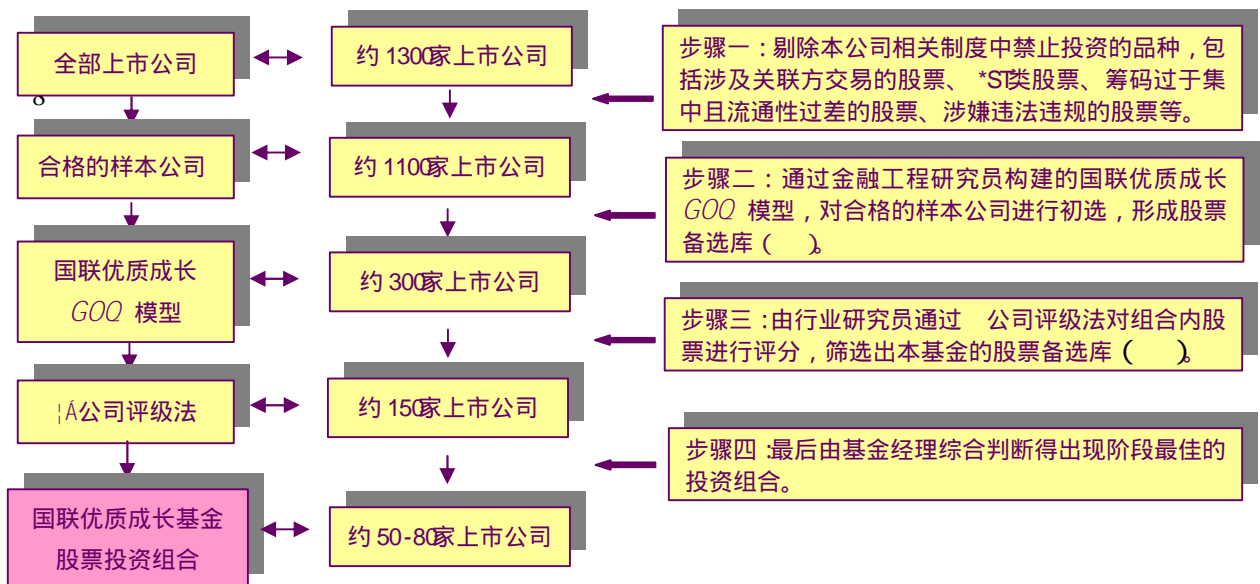 全部上市公司
约1300家上市公司
步骤一：剔除本公司相关制度中禁止投资的品种，包
括涉及关联方交易的股票、*ST类股票、筹码过于集
中且流通性过差的股票、涉嫌违法违规的股票等。
8
合格的样本公司
约1100家上市公司
步骤二：通过金融工程研究员构建的国联优质成长
GOQ 模型，对合格的样本公司进行初选，形成股票
备选库（ ）。
国联优质成长
GOQ 模型
约300家上市公司
步骤三：由行业研究员通过 公司评级法对组合内股
票进行评分，筛选出本基金的股票备选库（ ）。
¦Á公司评级法
约150家上市公司
步骤四：最后由基金经理综合判断得出现阶段最佳的
投资组合。
国联优质成长基金
股票投资组合
约50-80家上市公司